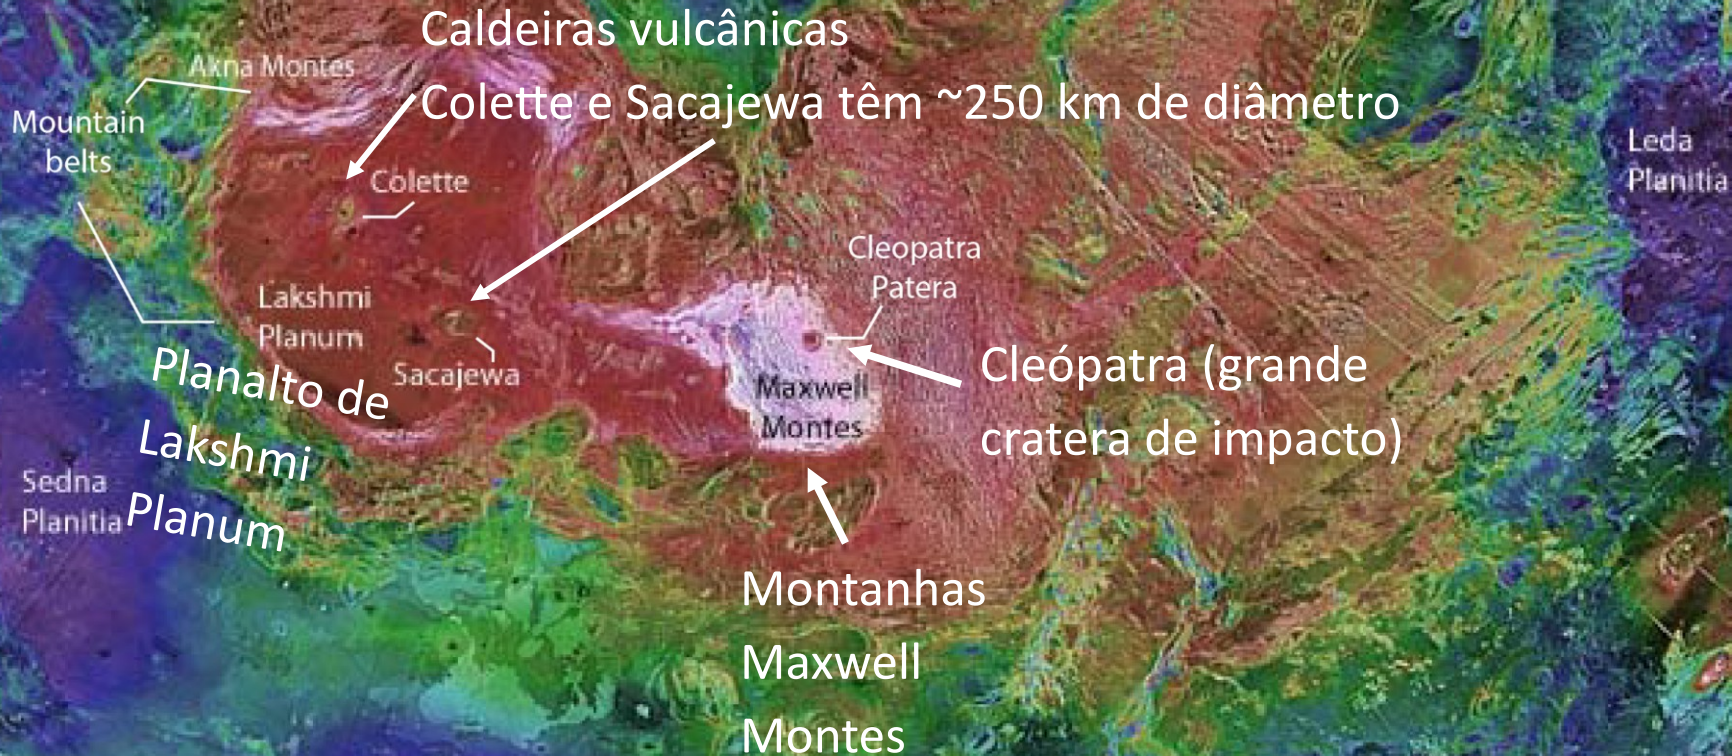 Caldeiras vulcânicas
Colette e Sacajewa têm ~250 km de diâmetro
Akna Montes
Mountain
belts
Colette
Leda
Planitia
Cleopatra
Patera
Lakshmi
Planum
Sacajewa
Planalto de
Lakshmi
Planum
Maxwell
Montes
Cleópatra (grande
cratera de impacto)
Sedna
Planitia
Montanhas
Maxwell
Montes